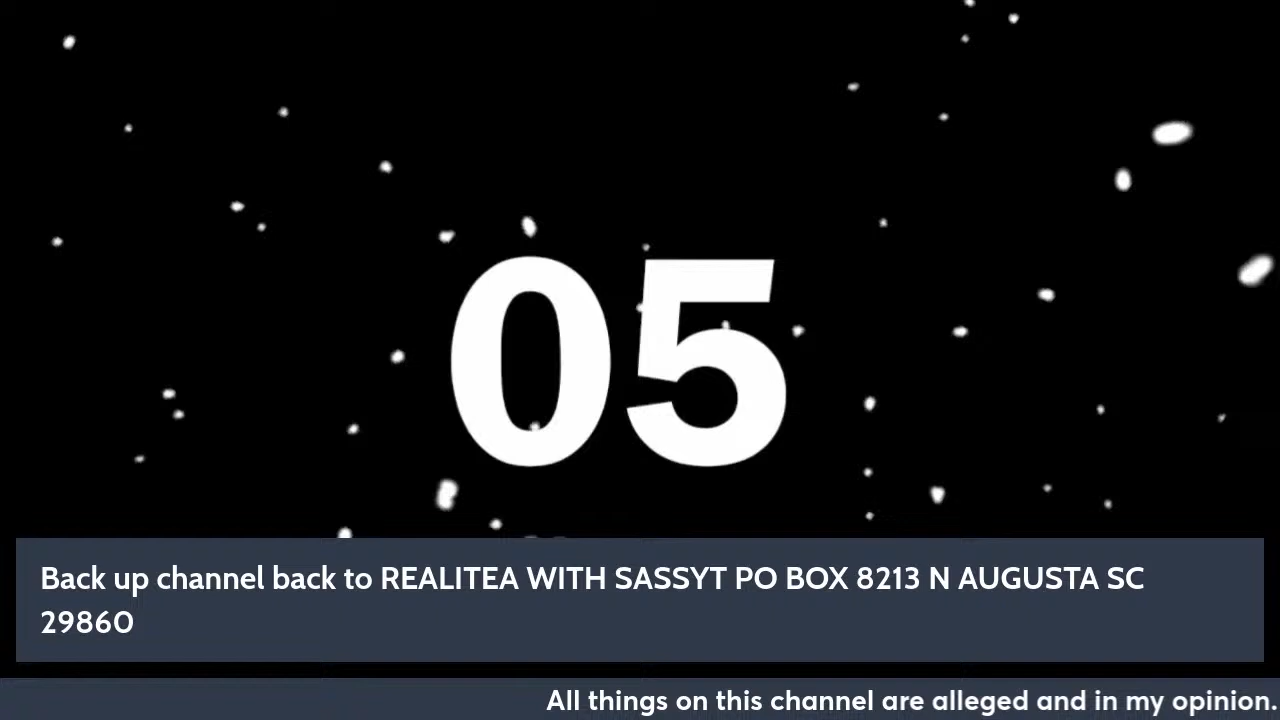 05
Back up channel back to REALITEA WITH SASSYT PO BOX 8213 N AUGUSTA SC
29860
All things on this channel are alleged and in my opinion.